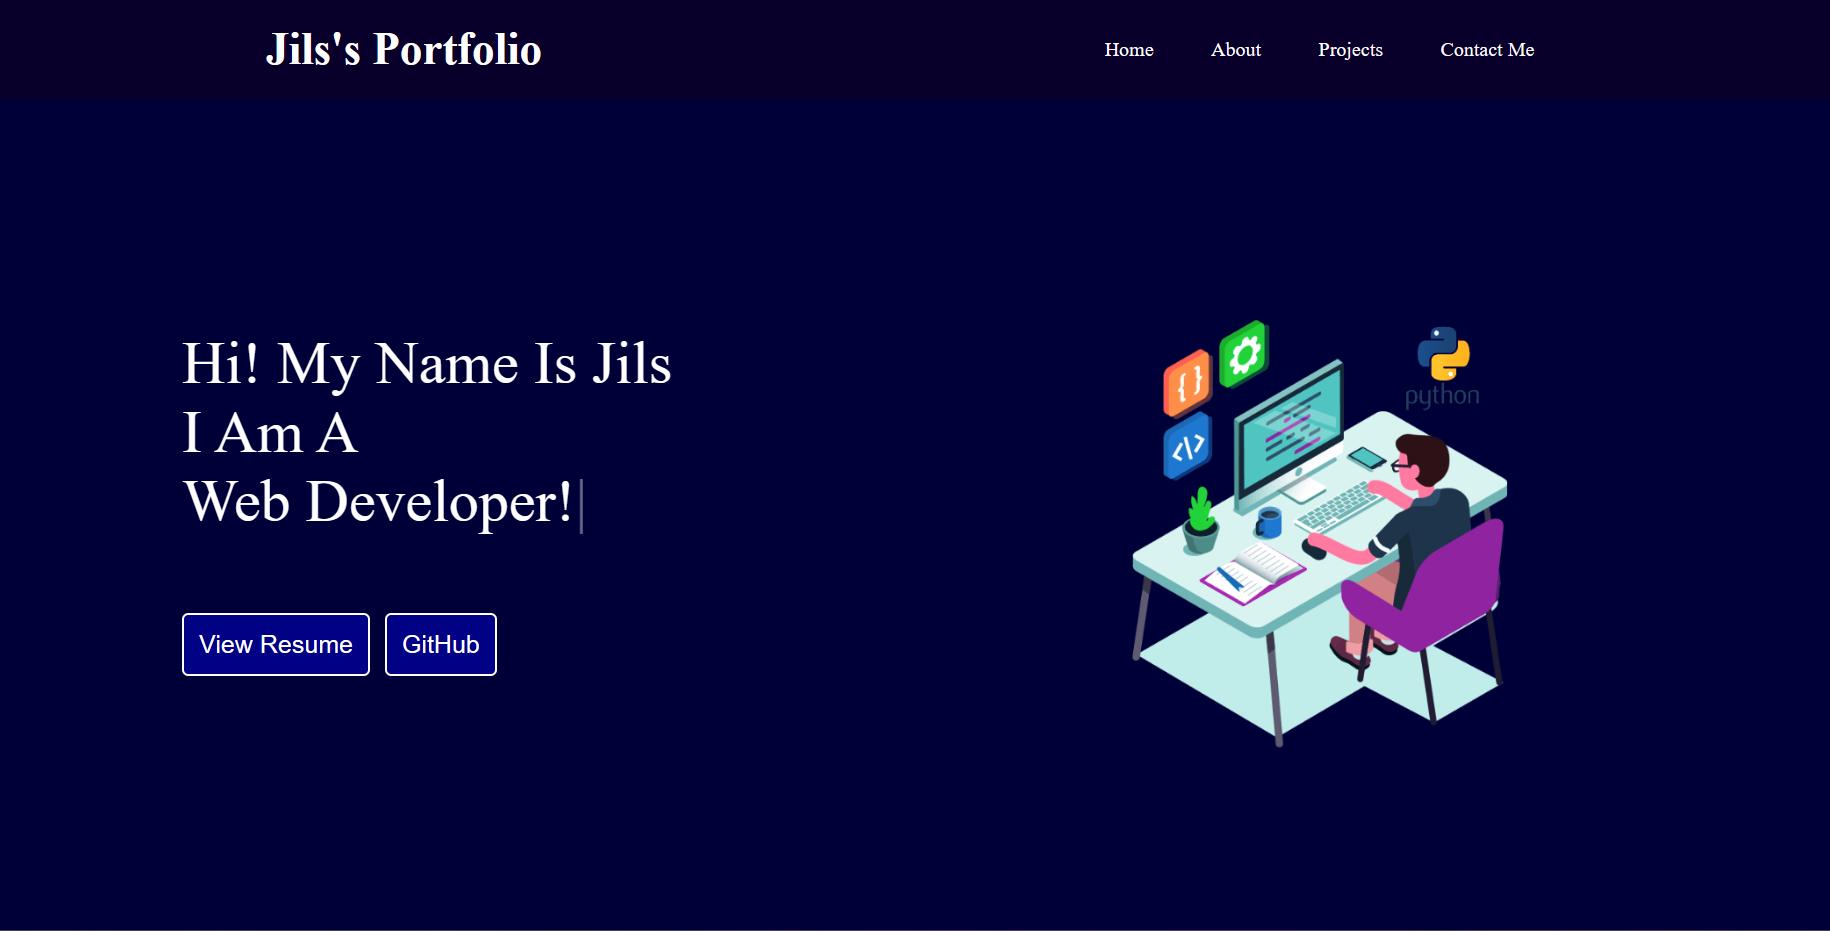 Jils's Portfolio
Home About Projects Contact Me
Hi! My Name Is Jils
I Am A
Web Developer!
View Resume GitHub
{ }
</>
python